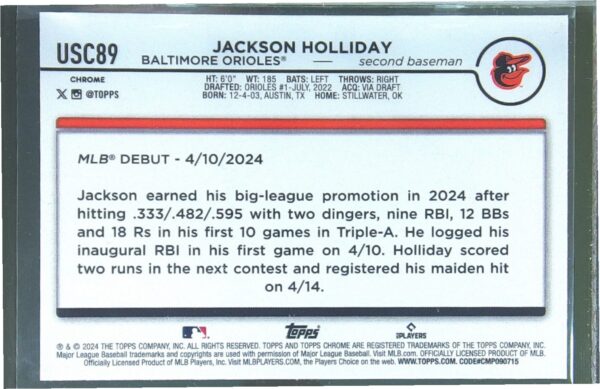 USC89
JACKSON HOLLIDAY
BALTIMORE ORIOLES® — second baseman
CHROME
HT: 6'0" WT: 185 BATS: LEFT THROWS: RIGHT
@TOPPS
DRAFTED: ORIOLES #1-JULY, 2022 ACQ: VIA DRAFT
BORN: 12-4-03, AUSTIN, TX HOME: STILLWATER, OK
MLB® DEBUT - 4/10/2024
Jackson earned his big-league promotion in 2024 after
hitting .333/.482/.595 with two dingers, nine RBI, 12 BBs
and 18 Rs in his first 10 games in Triple-A. He logged his
inaugural RBI in his first game on 4/10. Holliday scored
two runs in the next contest and registered his maiden hit
on 4/14.
Topps
PLAYERS
® & © 2024 THE TOPPS COMPANY, INC. ALL RIGHTS RESERVED. TOPPS AND TOPPS CHROME ARE REGISTERED TRADEMARKS OF THE TOPPS COMPANY, INC.
Major League Baseball trademarks and copyrights are used with permission of Major League Baseball. Visit MLB.com. OFFICIALLY LICENSED PRODUCT OF MLB.
Officially Licensed Product of MLB Players, Inc. Visit MLBPLAYERS.com, the Players Choice on the web. WWW.TOPPS.COM. CODE#CMP090715